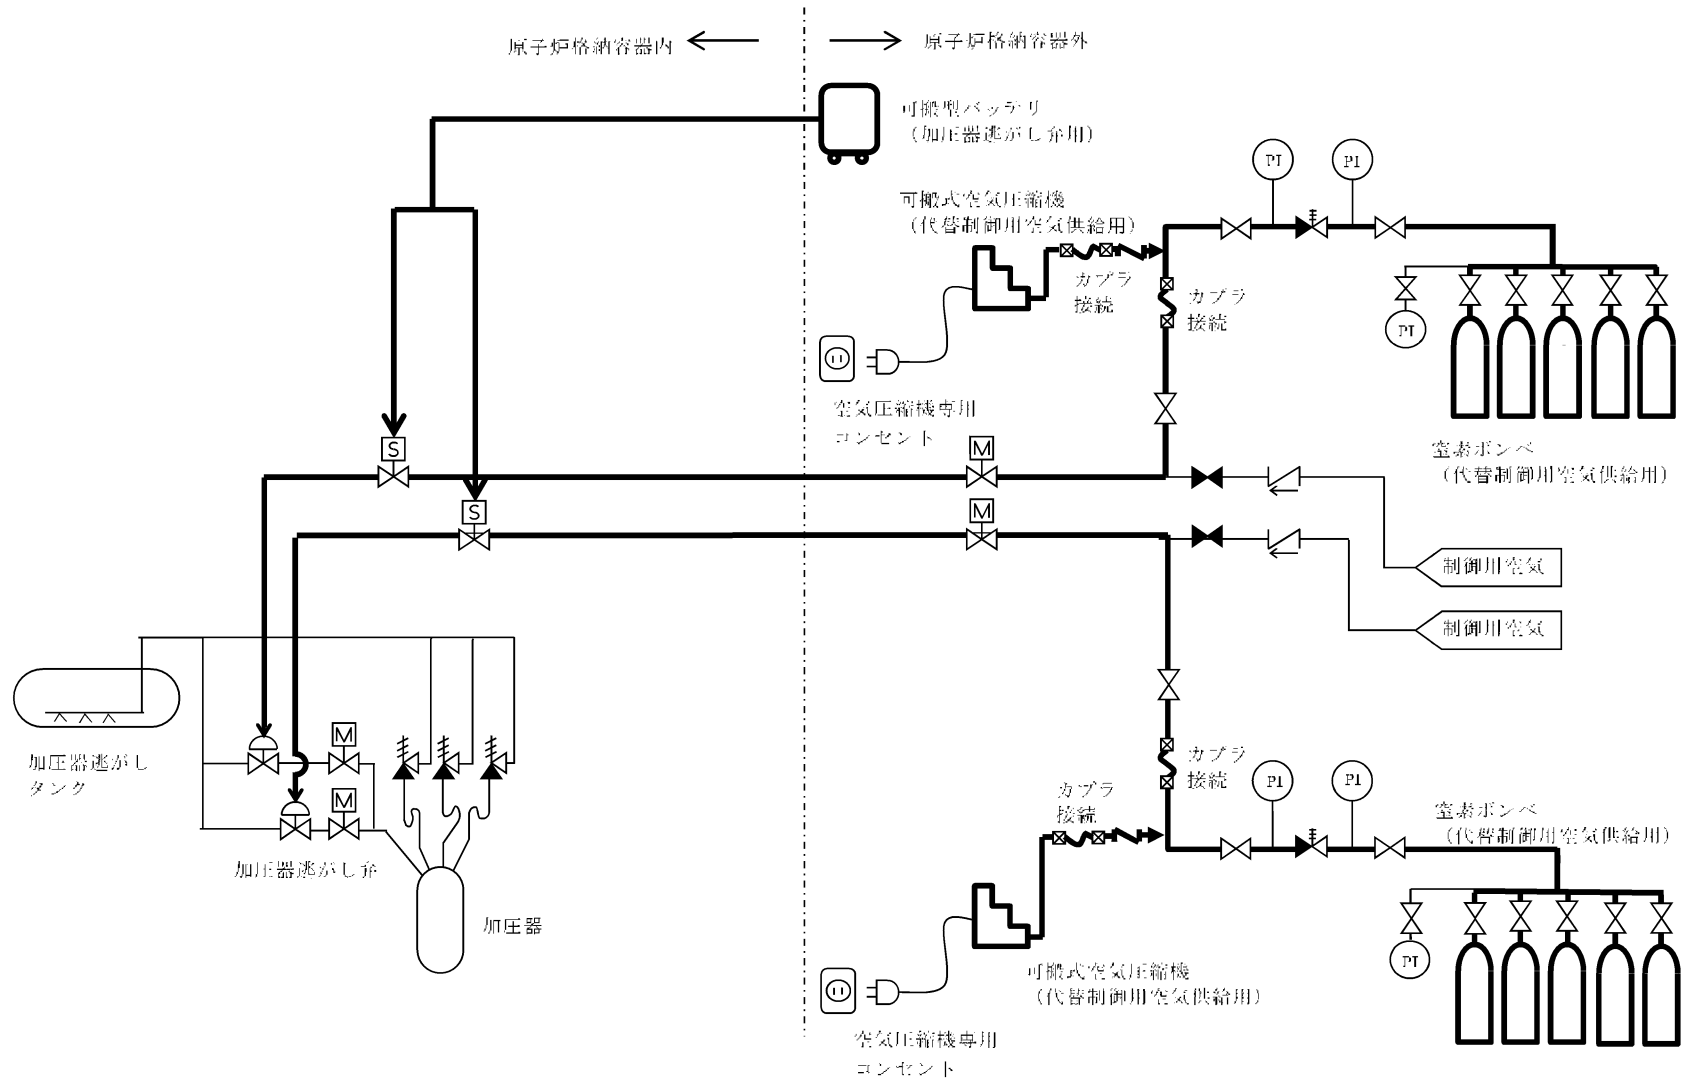 原子炉格納容器内
原子炉格納容器外
可搬型バッテリ
（加圧器逃がし弁用）
可搬式空気圧縮機
（代替制御用空気供給用）
PI
PI
カプラ
接続
カプラ
接続
PI
空気圧縮機専用
コンセント
窒素ボンベ
（代替制御用空気供給用）
S
M
S
M
制御用空気
制御用空気
加圧器逃がし
タンク
M
M
加圧器逃がし弁
加圧器
カプラ
接続
カプラ
接続
PI
PI
窒素ボンベ
（代替制御用空気供給用）
PI
可搬式空気圧縮機
（代替制御用空気供給用）
空気圧縮機専用
コンセント